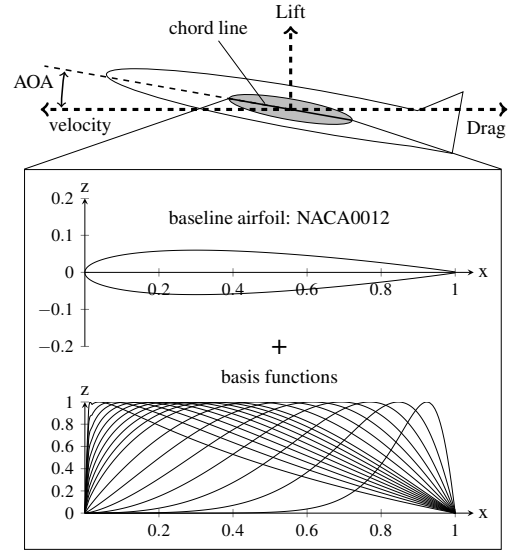 Lift
chord line
AOA
velocity
Drag
z
0.2
baseline airfoil: NACA0012
0.1
0
x
0.2 0.4 0.6 0.8 1
−0.1
−0.2
+
basis functions
z
1
0.8
0.6
0.4
0.2
0
x
0.2 0.4 0.6 0.8 1